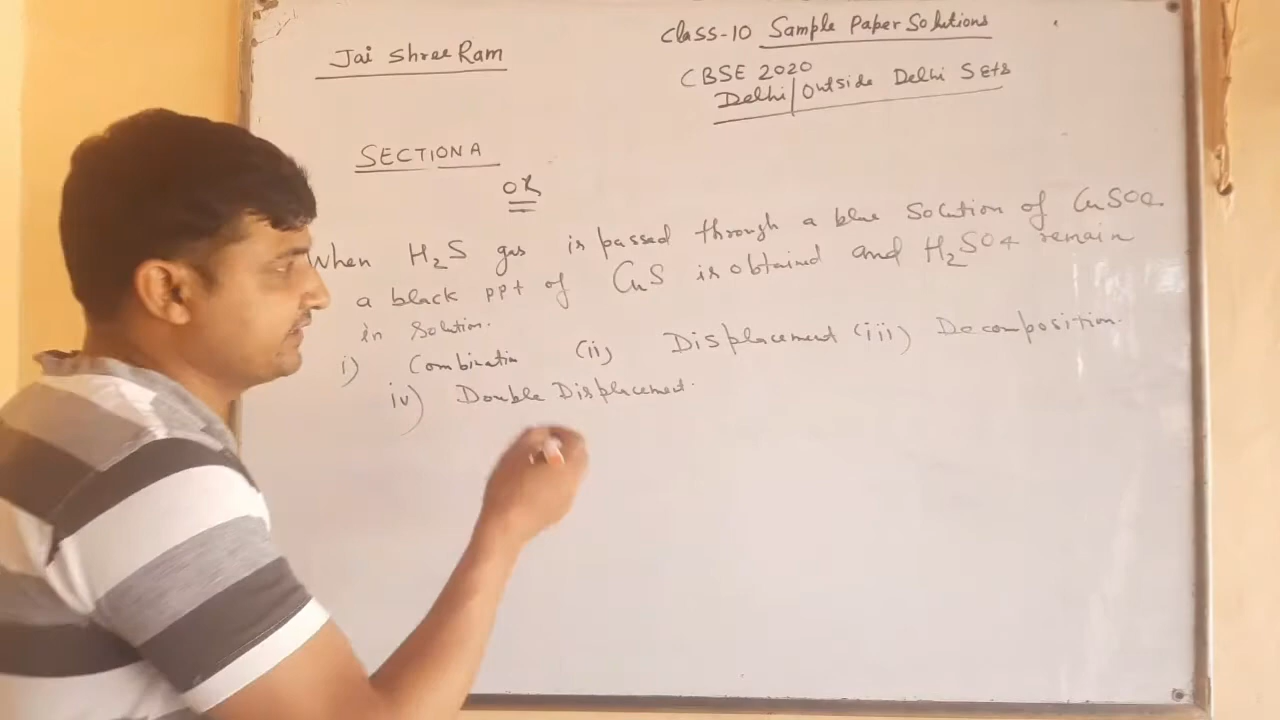 Jai Shree Ram
Class-10 Sample Paper Solutions
CBSE 2020
Delhi/Outside Delhi Sets
SECTION A
OR
When H₂S gas is passed through a blue Solution of CuSO4
a black ppt of CuS is obtained and H₂SO4 remain
in Solution.
i) Combination (ii) Displacement (iii) Decomposition.
iv) Double Displacement.